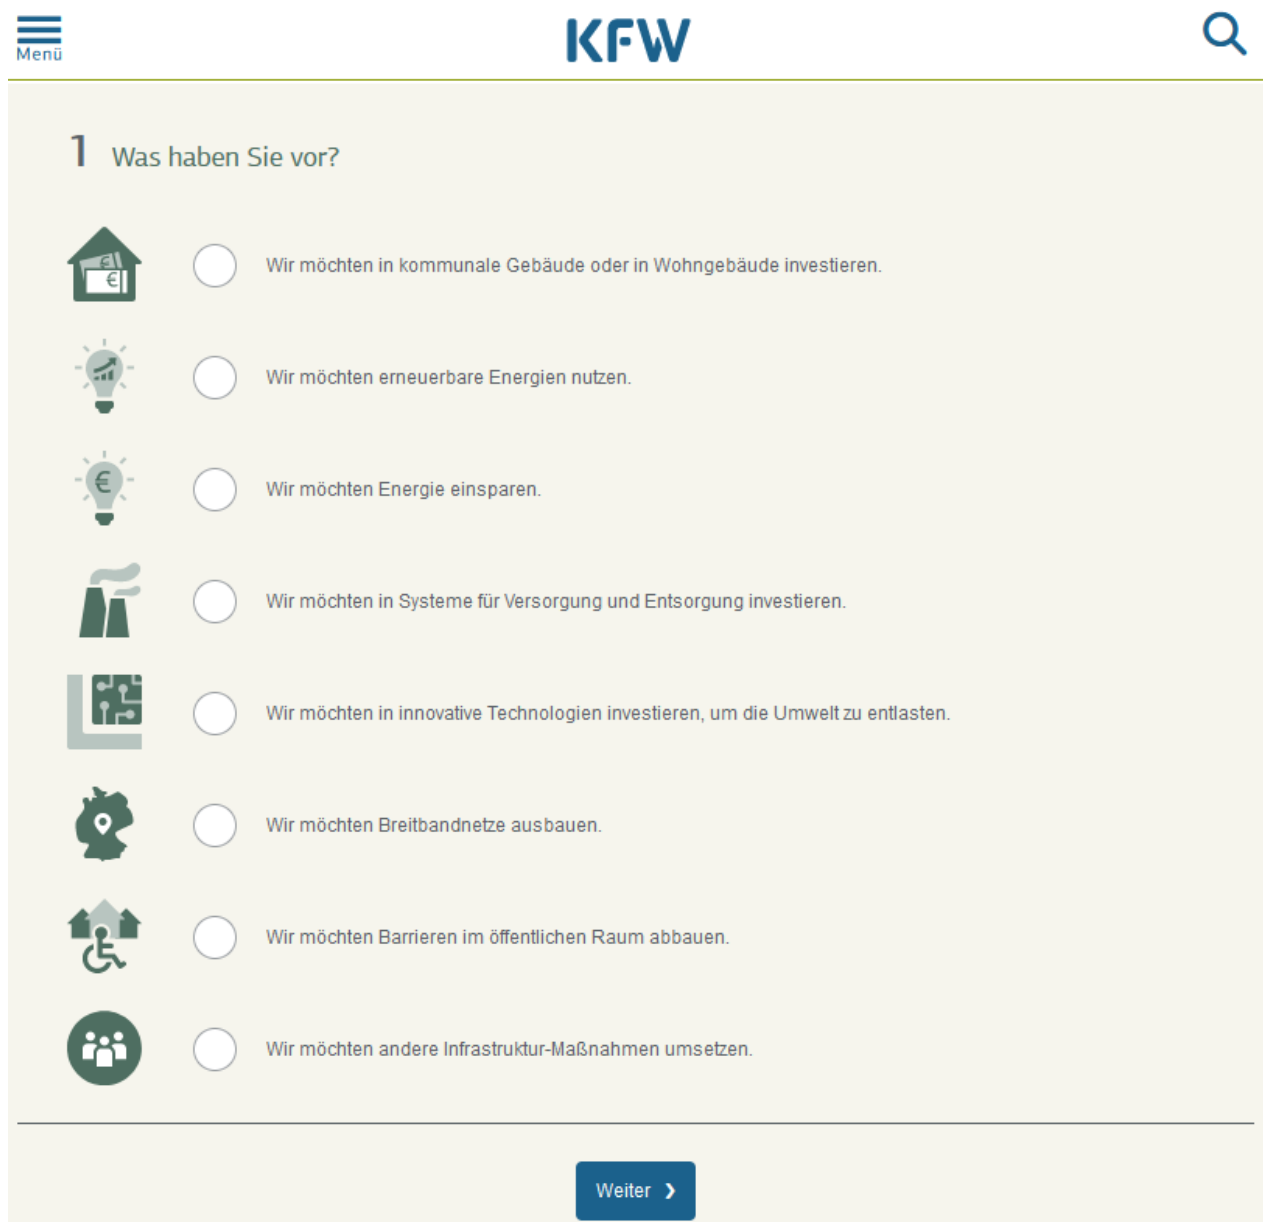 Menü
KFW
1 Was haben Sie vor?
Wir möchten in kommunale Gebäude oder in Wohngebäude investieren.
Wir möchten erneuerbare Energien nutzen.
Wir möchten Energie einsparen.
Wir möchten in Systeme für Versorgung und Entsorgung investieren.
Wir möchten in innovative Technologien investieren, um die Umwelt zu entlasten.
Wir möchten Breitbandnetze ausbauen.
Wir möchten Barrieren im öffentlichen Raum abbauen.
Wir möchten andere Infrastruktur-Maßnahmen umsetzen.
Weiter ❯